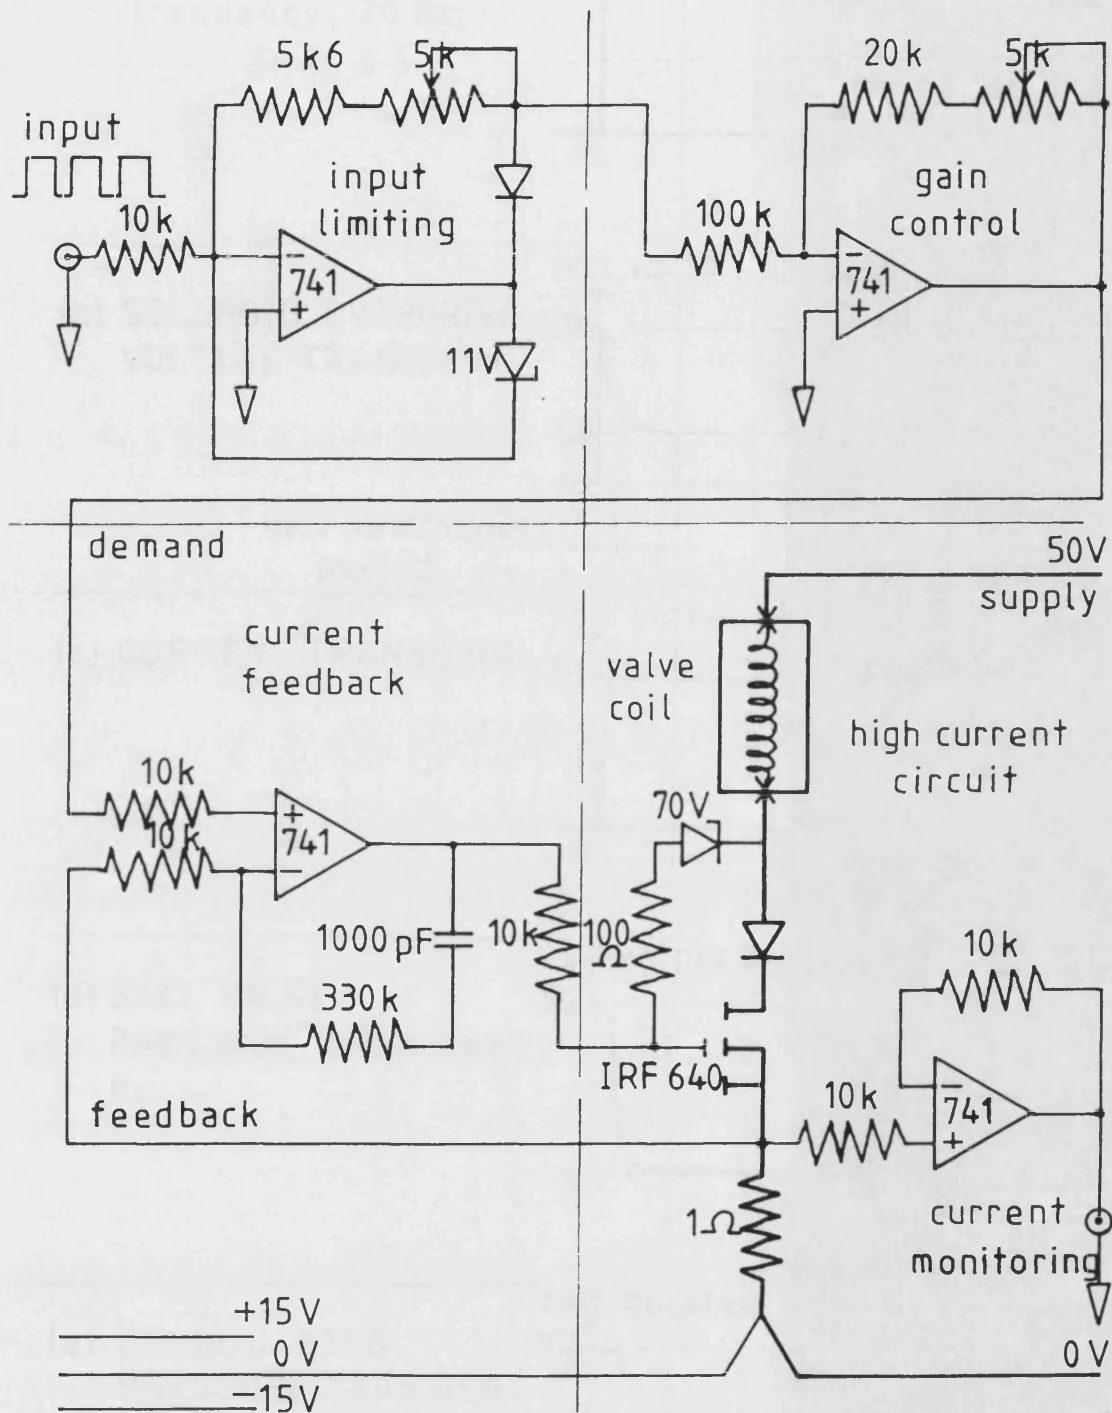 5k6
5k
20k
5k
input
input
limiting
gain
control
10k
100k
−
741
+
−
741
+
11V
demand
50V
supply
current
feedback
valve
coil
high current
circuit
10k
10k
+
741
−
70V
1000pF
10k
100
Ω
10k
330k
IRF 640
10k
−
741
+
feedback
1Ω
current
monitoring
+15V
0V
0V
−15V